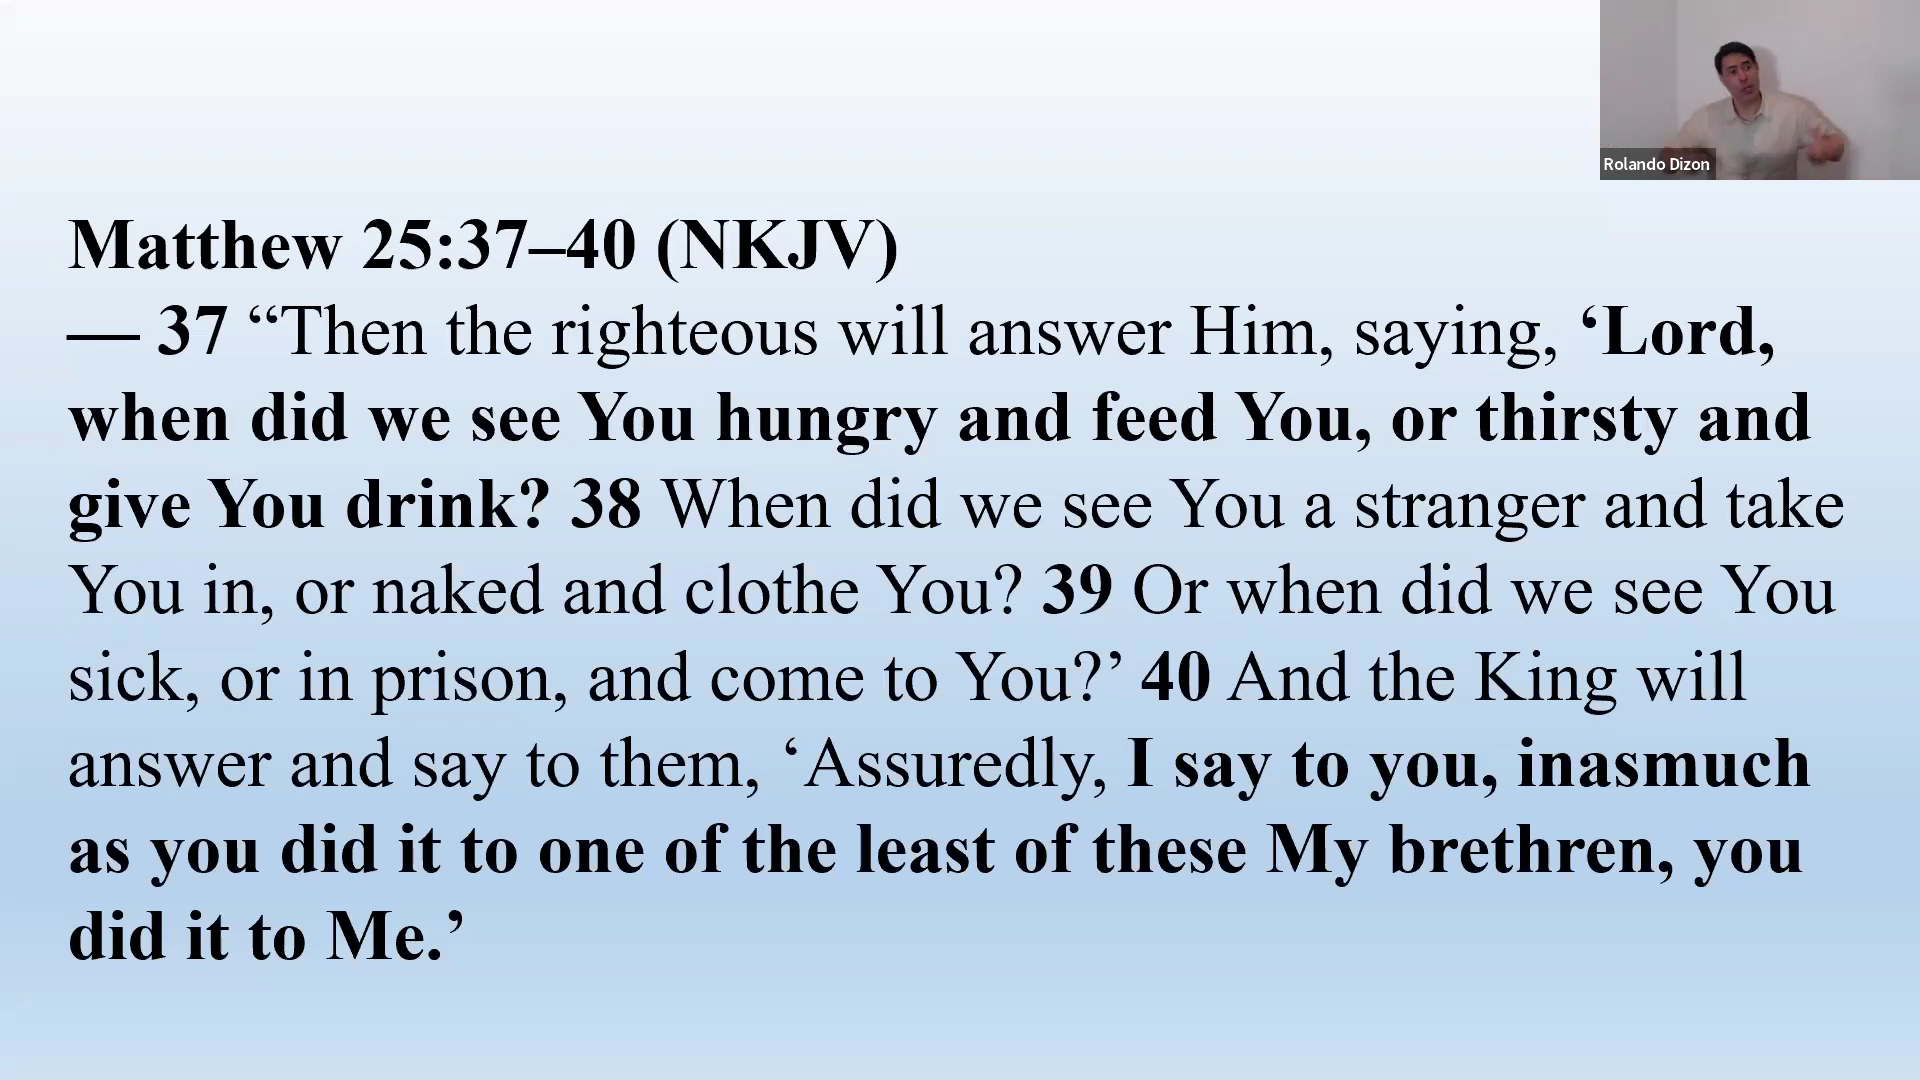 Rolando Dizon
Matthew 25:37–40 (NKJV)
— 37 “Then the righteous will answer Him, saying, ‘Lord,
when did we see You hungry and feed You, or thirsty and
give You drink? 38 When did we see You a stranger and take
You in, or naked and clothe You? 39 Or when did we see You
sick, or in prison, and come to You?’ 40 And the King will
answer and say to them, ‘Assuredly, I say to you, inasmuch
as you did it to one of the least of these My brethren, you
did it to Me.’